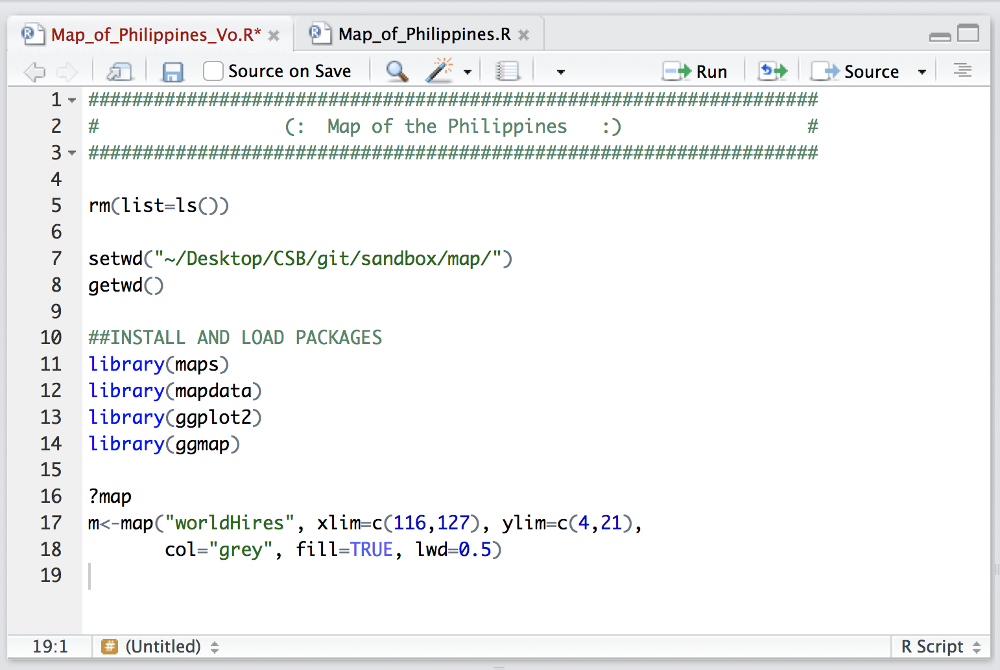 Map_of_Philippines_Vo.R* Map_of_Philippines.R
Source on Save Run Source
1 ###################################################################
2 # (: Map of the Philippines :) #
3 ###################################################################
4
5 rm(list=ls())
6
7 setwd("~/Desktop/CSB/git/sandbox/map/")
8 getwd()
9
10 ##INSTALL AND LOAD PACKAGES
11 library(maps)
12 library(mapdata)
13 library(ggplot2)
14 library(ggmap)
15
16 ?map
17 m<-map("worldHires", xlim=c(116,127), ylim=c(4,21),
18 col="grey", fill=TRUE, lwd=0.5)
19
19:1 # (Untitled) R Script